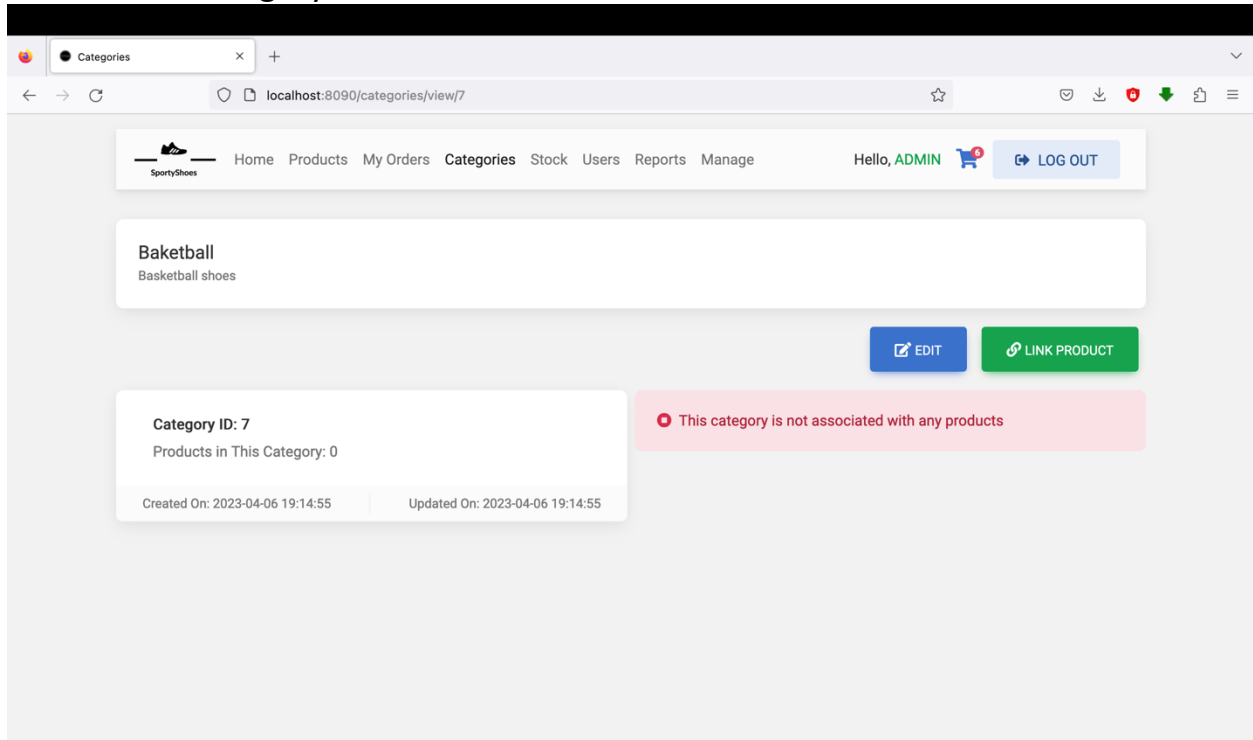 Categories
localhost:8090/categories/view/7
SportyShoes
Home Products My Orders Categories Stock Users Reports Manage Hello, ADMIN 6 LOG OUT
Baketball
Basketball shoes
EDIT LINK PRODUCT
Category ID: 7
This category is not associated with any products
Products in This Category: 0
Created On: 2023-04-06 19:14:55 Updated On: 2023-04-06 19:14:55